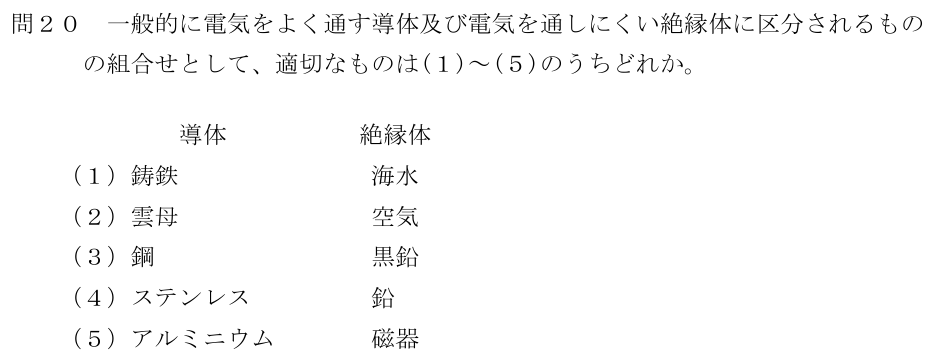 問２０　一般的に電気をよく通す導体及び電気を通しにくい絶縁体に区分されるもの
の組合せとして、適切なものは(１)～(５)のうちどれか。
導体　絶縁体
(１) 鋳鉄　海水
(２) 雲母　空気
(３) 鋼　黒鉛
(４) ステンレス　鉛
(５) アルミニウム　磁器